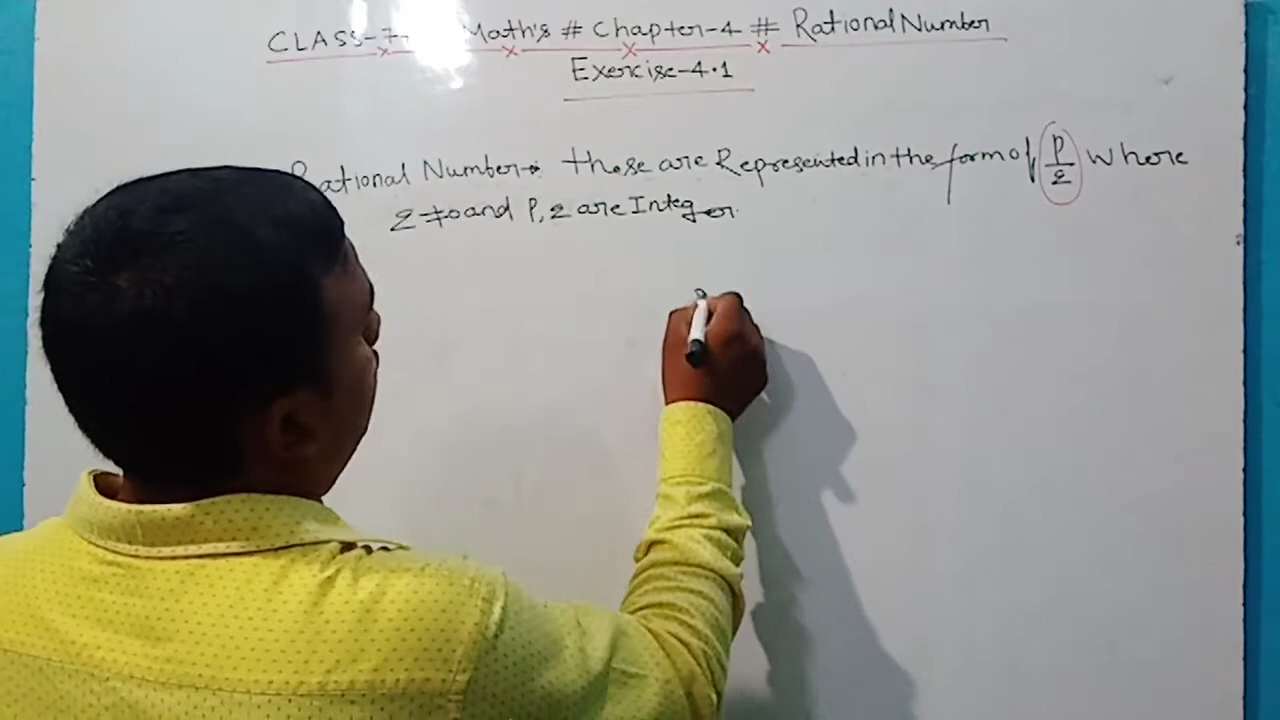 CLASS-7. Math's # Chapter-4 # Rational Number
Exercise-4.1
Rational Number: those are Represented in the form of p/q where
q≠0 and P, q are Integer.